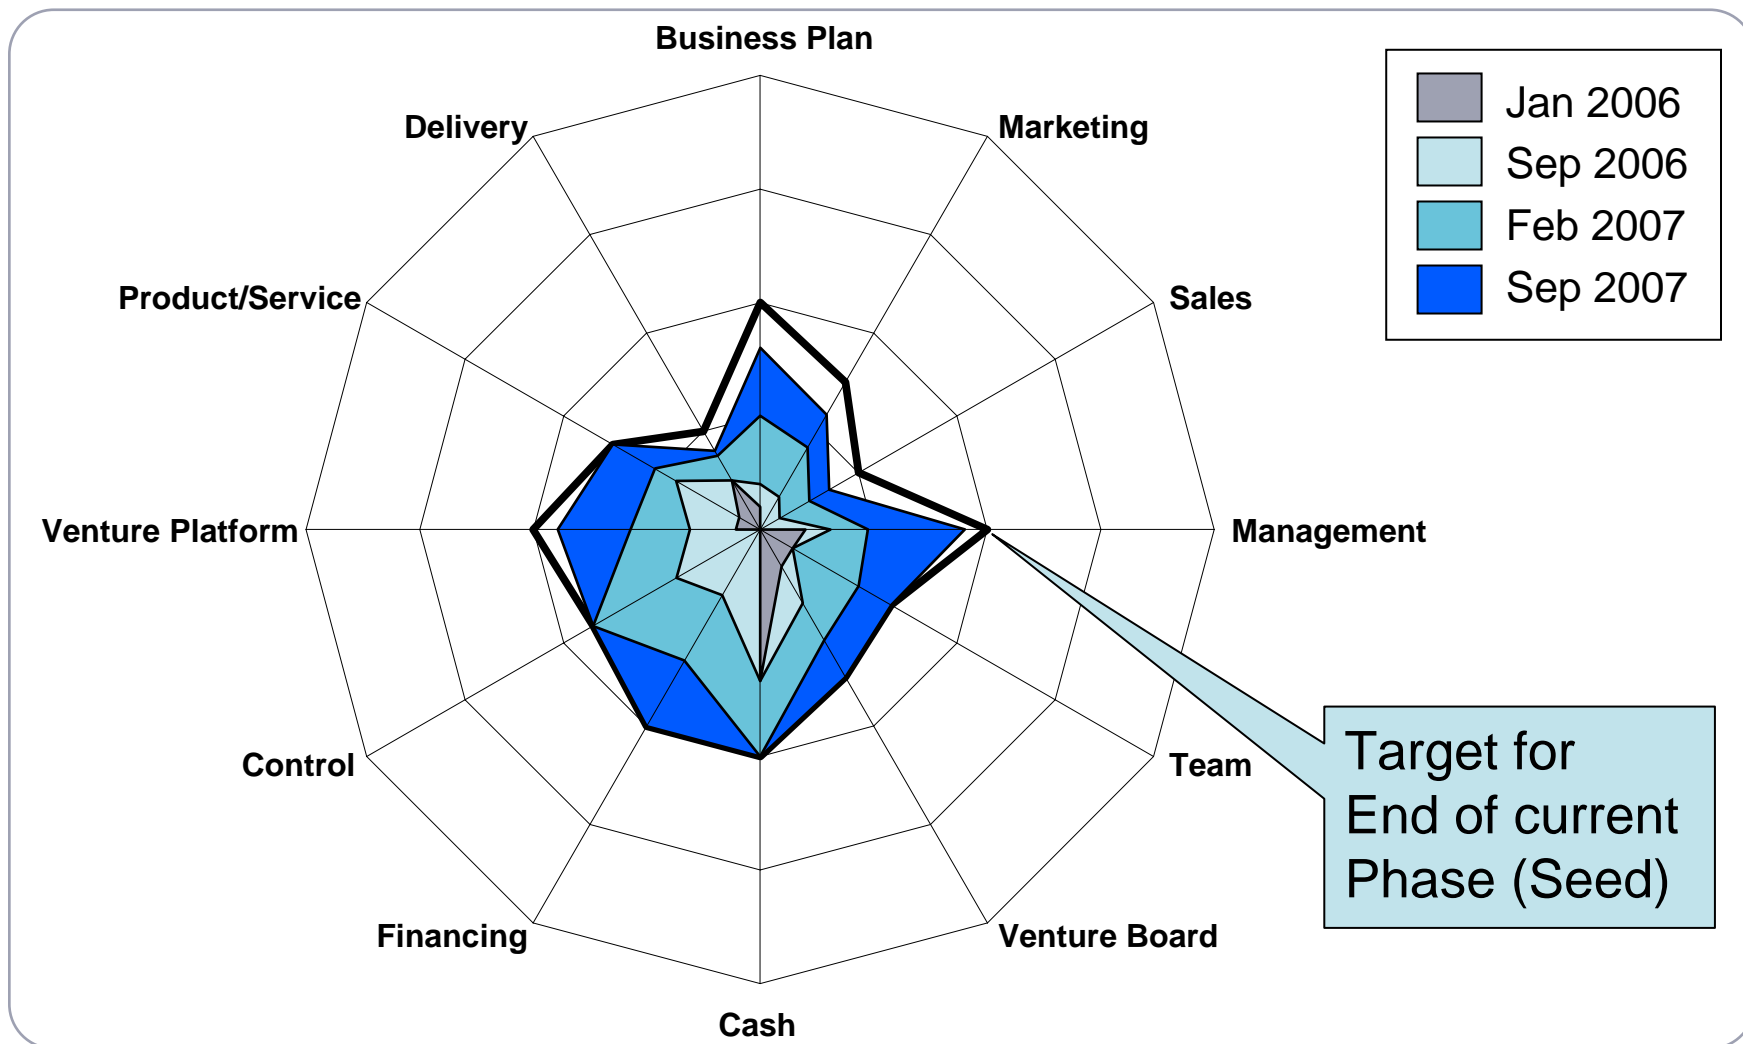 Business Plan
Delivery
Marketing
Product/Service
Sales
Venture Platform
Management
Control
Team
Financing
Venture Board
Cash
Jan 2006
Sep 2006
Feb 2007
Sep 2007
Target for
End of current
Phase (Seed)